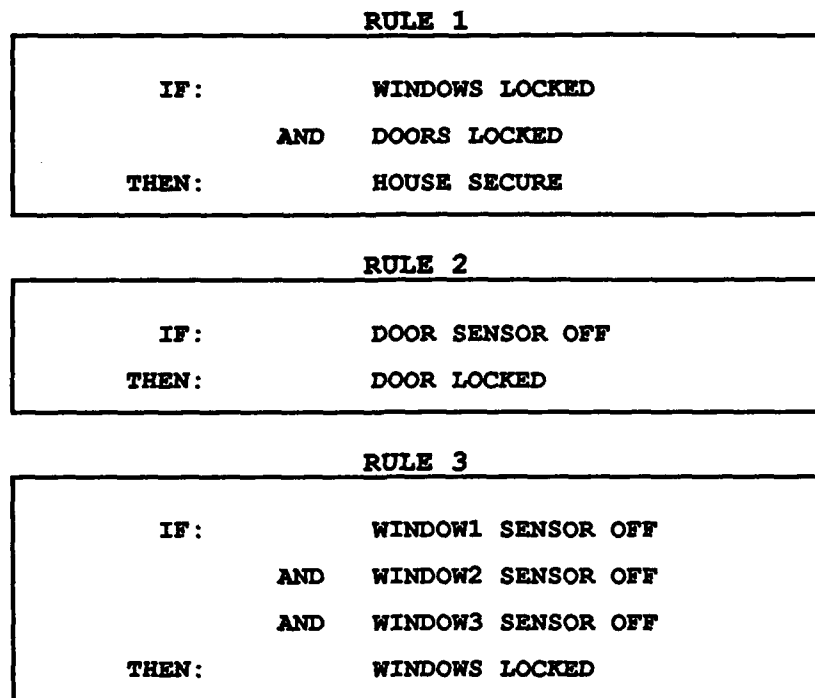 RULE 1
IF: WINDOWS LOCKED
AND DOORS LOCKED
THEN: HOUSE SECURE
RULE 2
IF: DOOR SENSOR OFF
THEN: DOOR LOCKED
RULE 3
IF: WINDOW1 SENSOR OFF
AND WINDOW2 SENSOR OFF
AND WINDOW3 SENSOR OFF
THEN: WINDOWS LOCKED